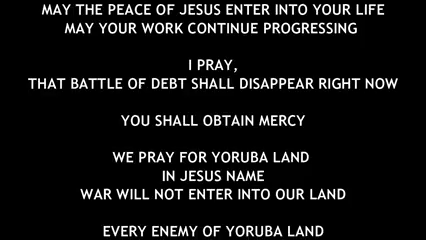 MAY THE PEACE OF JESUS ENTER INTO YOUR LIFE
MAY YOUR WORK CONTINUE PROGRESSING
I PRAY,
THAT BATTLE OF DEBT SHALL DISAPPEAR RIGHT NOW
YOU SHALL OBTAIN MERCY
WE PRAY FOR YORUBA LAND
IN JESUS NAME
WAR WILL NOT ENTER INTO OUR LAND
EVERY ENEMY OF YORUBA LAND